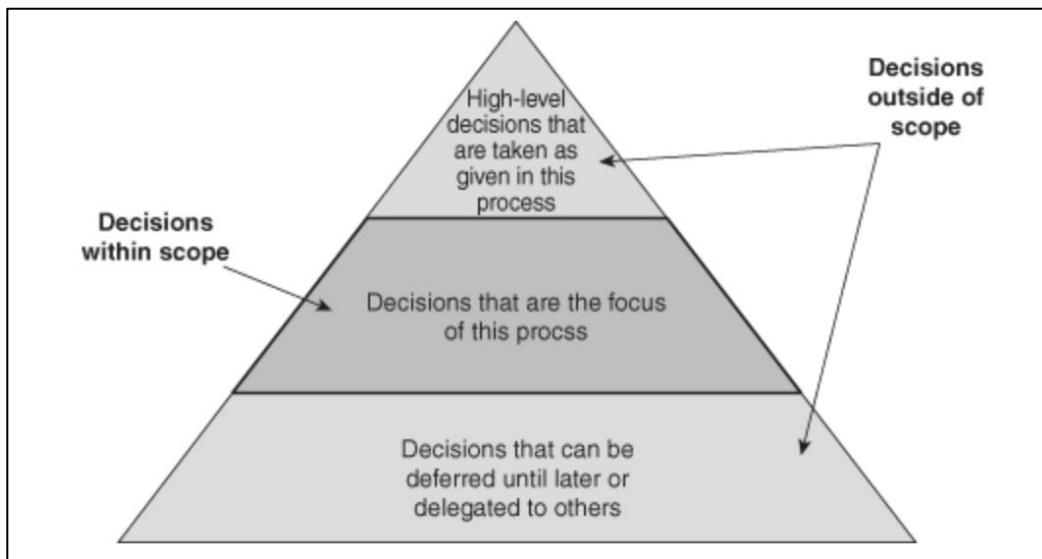 Decisions
outside of
scope
High-level
decisions that
are taken as
given in this
process
Decisions
within scope
Decisions that are the focus
of this procss
Decisions that can be
deferred until later or
delegated to others